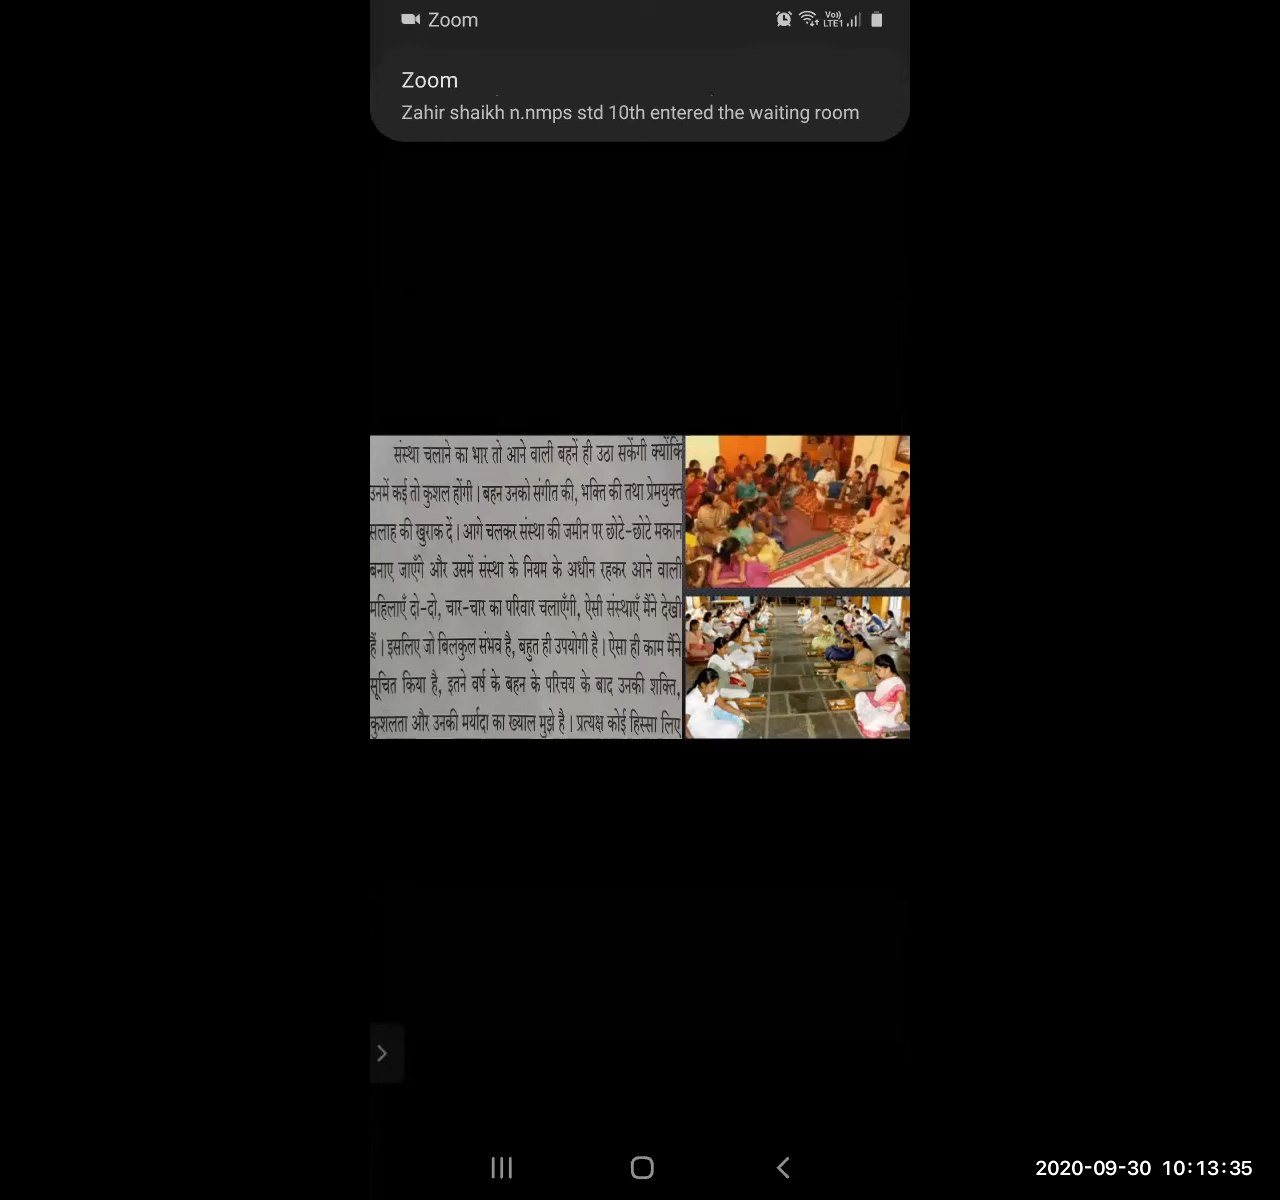 Zoom
Vo)) LTE1
Zoom
Zahir shaikh n.nmps std 10th entered the waiting room
संस्था चलाने का भार तो आने वाली बहनें ही उठा सकेंगी क्योंकि
उनमें कई तो कुशल होंगी । बहन उनको संगीत की, भक्ति की तथा प्रेमयुक्त
सलाह की खुराक दें । आगे चलकर संस्था की जमीन पर छोटे-छोटे मकान
बनाए जाएँगे और उसमें संस्था के नियम के अधीन रहकर आने वाली
महिलाएँ दो-दो, चार-चार का परिवार चलाएँगी, ऐसी संस्थाएँ मैंने देखी
हैं । इसलिए जो बिलकुल संभव है, बहुत ही उपयोगी है । ऐसा ही काम मैंने
सूचित किया है, इतने वर्ष के बहन के परिचय के बाद उनकी शक्ति,
कुशलता और उनकी मर्यादा का ख्याल मुझे है । प्रत्यक्ष कोई हिस्सा लिए
2020-09-30 10:13:35